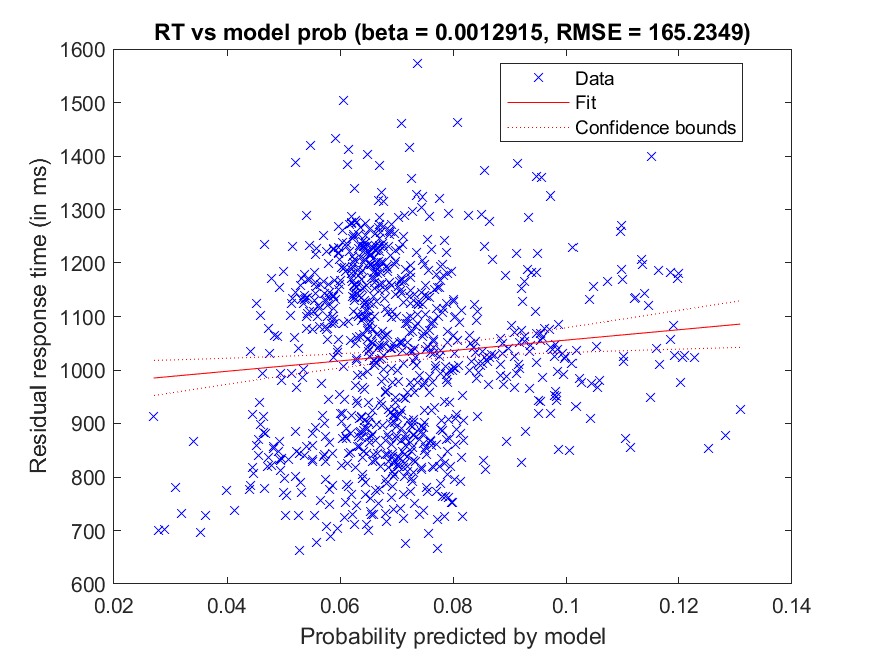 RT vs model prob (beta = 0.0012915, RMSE = 165.2349)
1600
1500
1400
1300
1200
1100
1000
900
800
700
600
Residual response time (in ms)
Data
Fit
Confidence bounds
0.02 0.04 0.06 0.08 0.1 0.12 0.14
Probability predicted by model